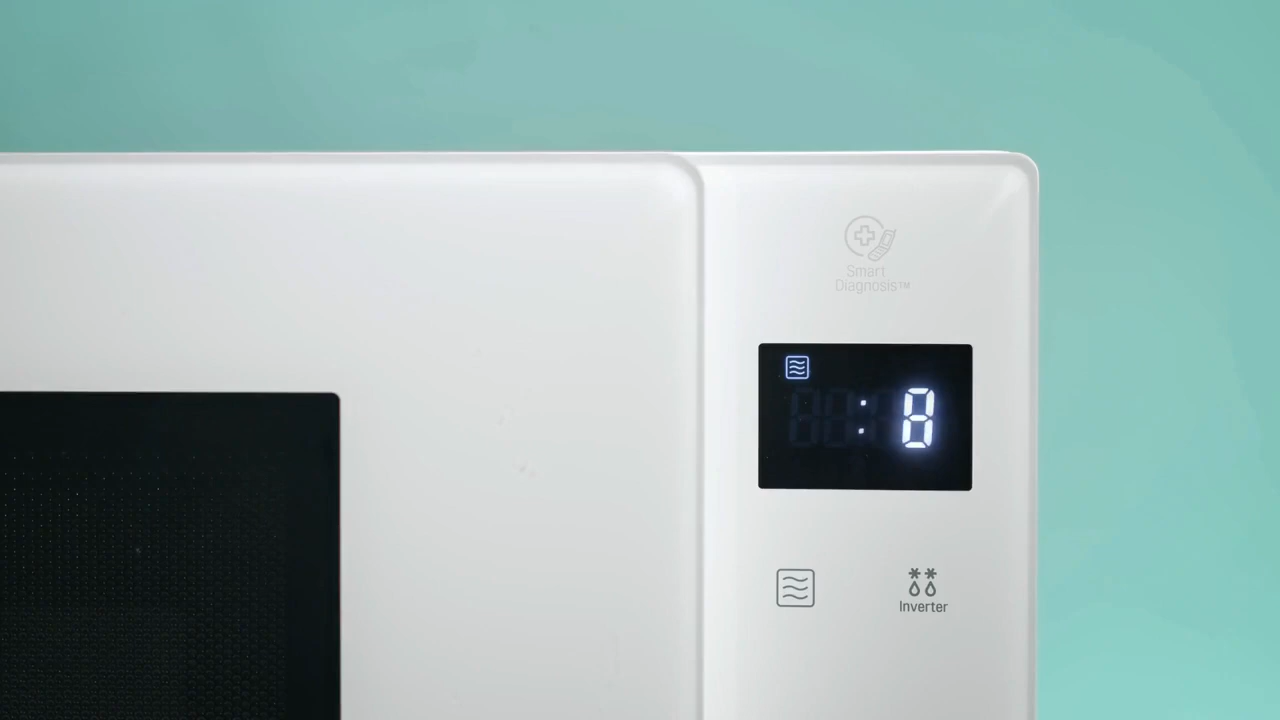 Smart
Diagnosis™
: 8
Inverter